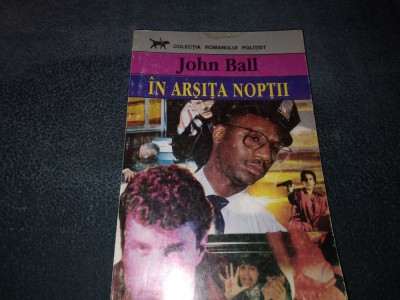 COLECȚIA ROMANULUI POLIȚIST
John Ball
ÎN ARȘIȚA NOPȚII